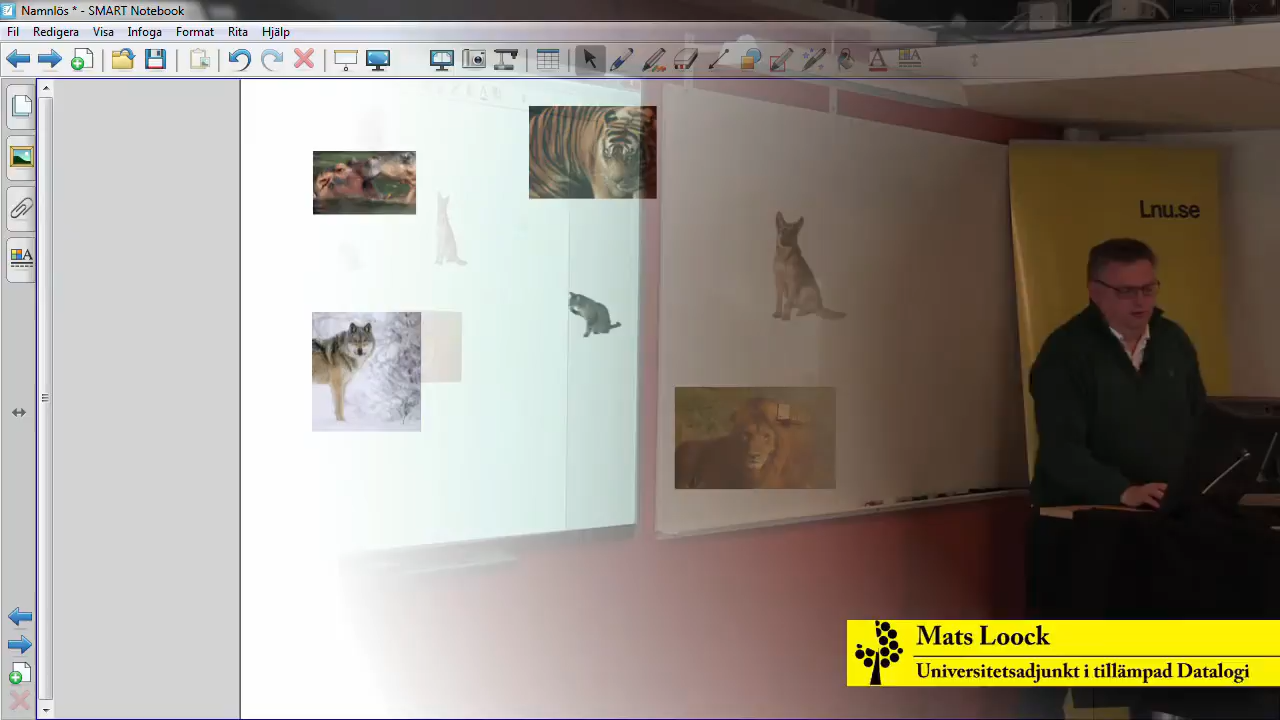 Namnlös * - SMART Notebook
Fil Redigera Visa Infoga Format Rita Hjälp
Lnu.se
Mats Loock
Universitetsadjunkt i tillämpad Datalogi